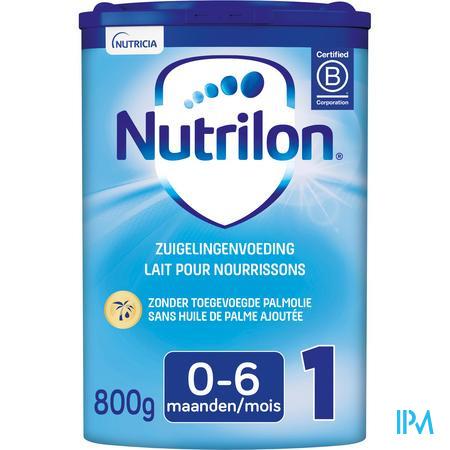 NUTRICIA
Certified
B
Corporation
Nutrilon®
ZUIGELINGENVOEDING
LAIT POUR NOURRISSONS
ZONDER TOEGEVOEGDE PALMOLIE
SANS HUILE DE PALME AJOUTÉE
800g
0-6
maanden/mois
1
IPM